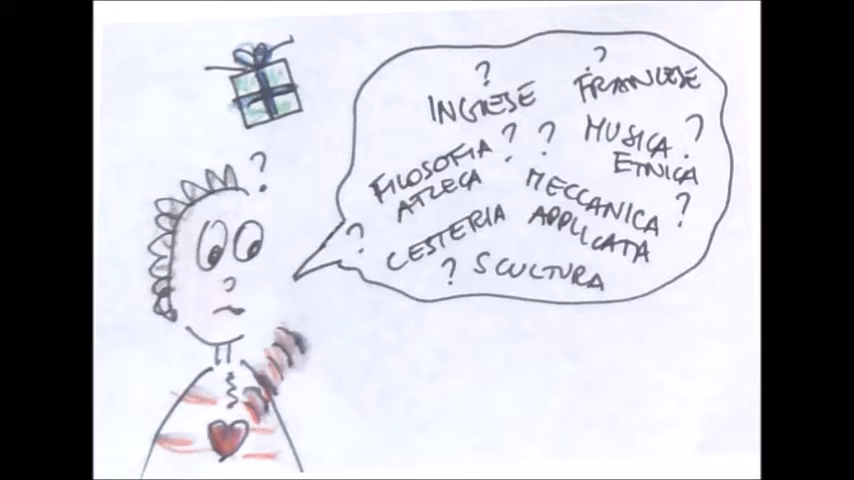 ?
? INGLESE
? FRANCESE
FILOSOFIA ?
AZTECA
? MUSICA ?
ETNICA
MECCANICA ?
APPLICATA
? CESTERIA
? SCULTURA